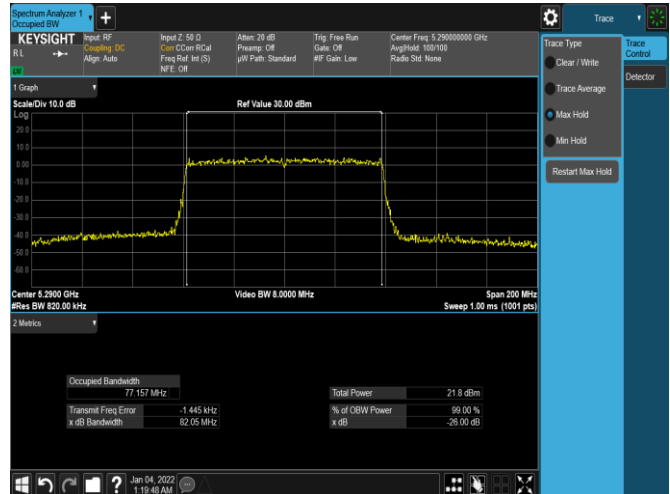 Spectrum Analyzer 1
Occupied BW
KEYSIGHT
R L
LV
Input: RF
Coupling: DC
Align: Auto
Input Z: 50 Ω
Corr CCorr RCal
Freq Ref: Int (S)
NFE: Off
Atten: 20 dB
Preamp: Off
µW Path: Standard
Trig: Free Run
Gate: Off
#IF Gain: Low
Center Freq: 5.290000000 GHz
Avg|Hold: 100/100
Radio Std: None
1 Graph
Scale/Div 10.0 dB
Ref Value 30.00 dBm
Log
20.0
10.0
0.00
-10.0
-20.0
-30.0
-40.0
-50.0
-60.0
Center 5.2900 GHz
Video BW 8.0000 MHz
Span 200 MHz
#Res BW 820.00 kHz
Sweep 1.00 ms (1001 pts)
2 Metrics
Occupied Bandwidth
77.157 MHz
Total Power 21.8 dBm
Transmit Freq Error -1.445 kHz
% of OBW Power 99.00 %
x dB Bandwidth 82.05 MHz
x dB -26.00 dB
Jan 04, 2022
1:19:48 AM
Trace
Trace Type
Clear / Write
Trace Average
Max Hold
Min Hold
Restart Max Hold
Trace
Control
Detector